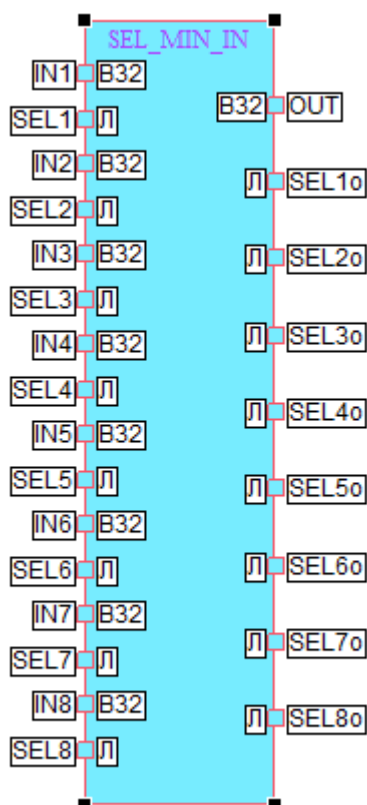 SEL_MIN_IN
IN1 B32
B32 OUT
SEL1 Л
IN2 B32
Л SEL1o
SEL2 Л
IN3 B32
Л SEL2o
SEL3 Л
Л SEL3o
IN4 B32
SEL4 Л
Л SEL4o
IN5 B32
SEL5 Л
Л SEL5o
IN6 B32
SEL6 Л
Л SEL6o
IN7 B32
Л SEL7o
SEL7 Л
IN8 B32
Л SEL8o
SEL8 Л